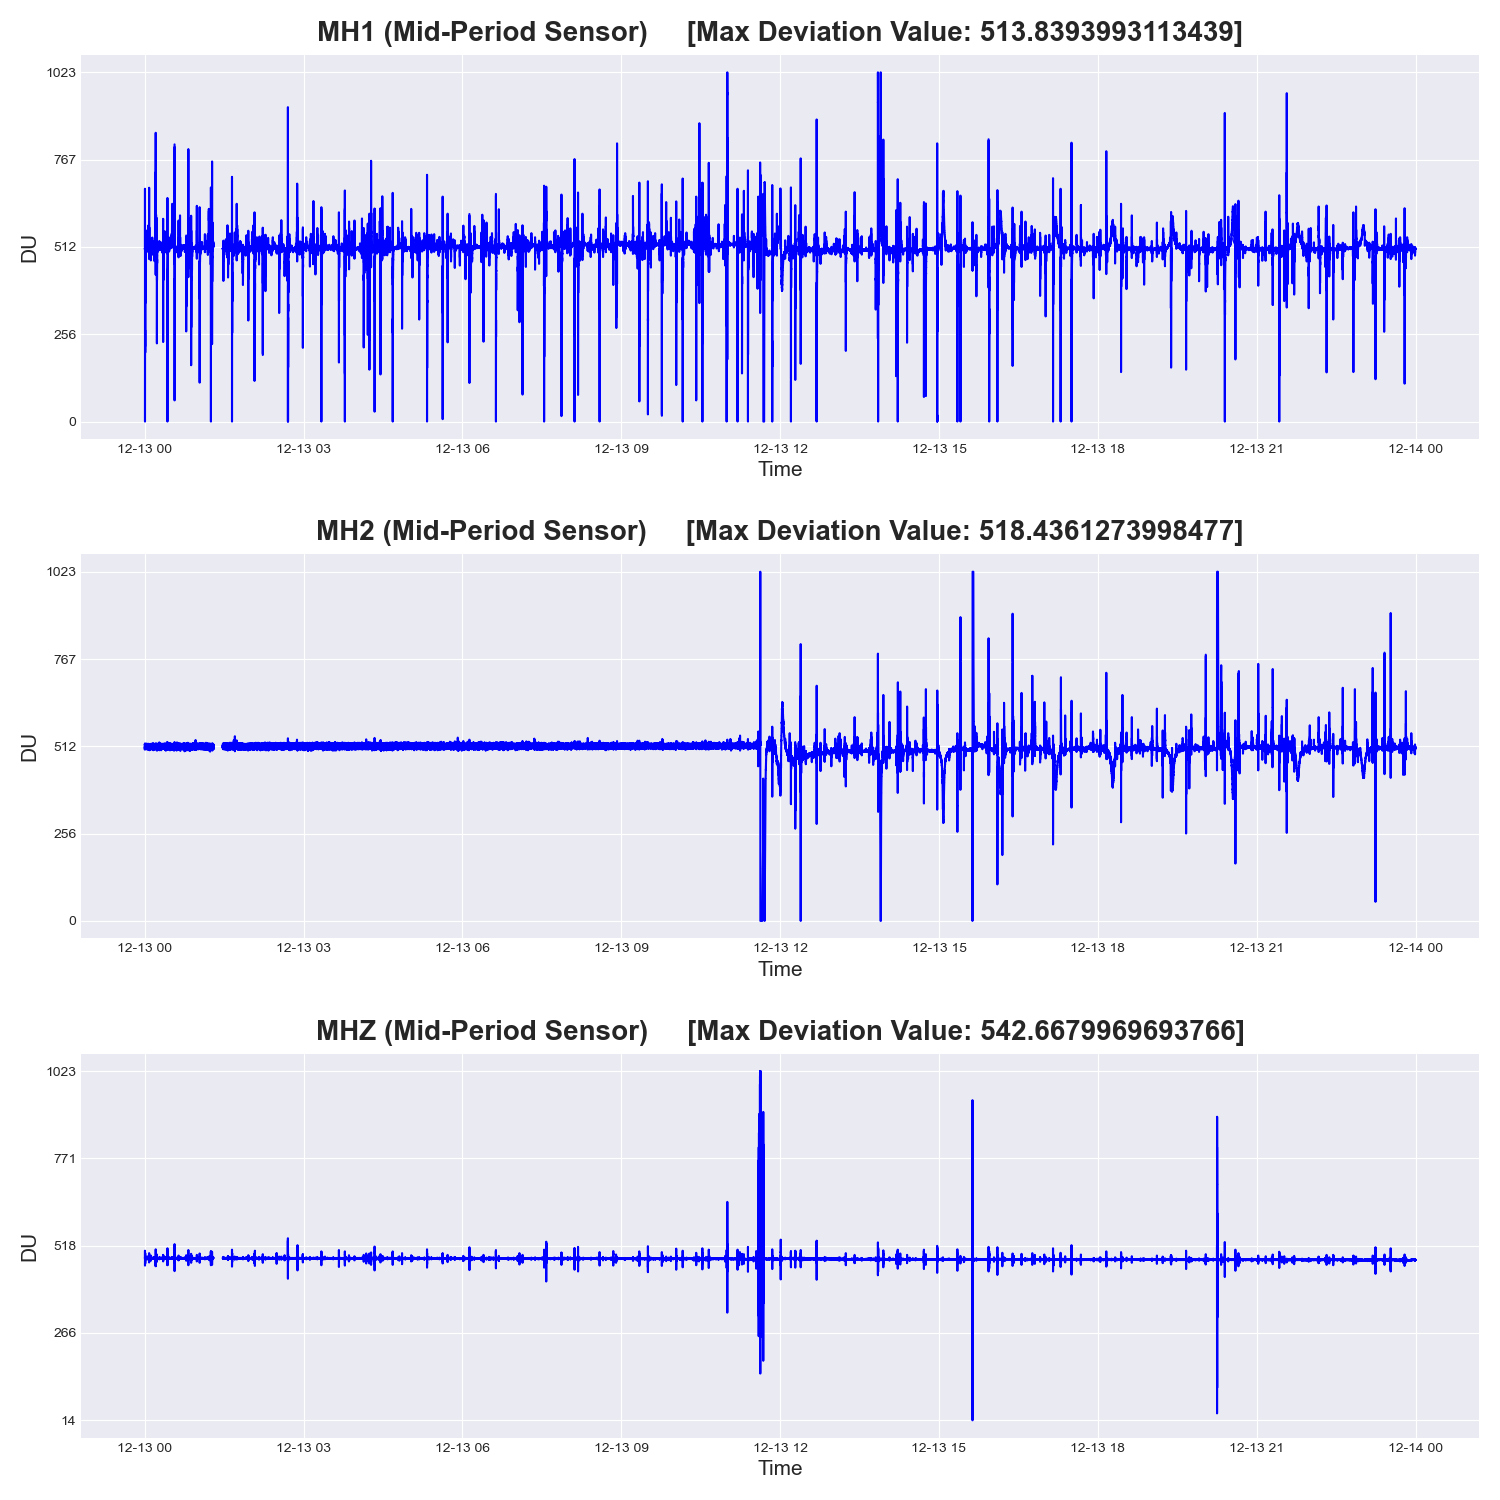 MH1 (Mid-Period Sensor) [Max Deviation Value: 513.8393993113439]
1023
767
512
256
0
DU
12-13 00 12-13 03 12-13 06 12-13 09 12-13 12 12-13 15 12-13 18 12-13 21 12-14 00
Time
MH2 (Mid-Period Sensor) [Max Deviation Value: 518.4361273998477]
1023
767
512
256
0
DU
12-13 00 12-13 03 12-13 06 12-13 09 12-13 12 12-13 15 12-13 18 12-13 21 12-14 00
Time
MHZ (Mid-Period Sensor) [Max Deviation Value: 542.6679969693766]
1023
771
518
266
14
DU
12-13 00 12-13 03 12-13 06 12-13 09 12-13 12 12-13 15 12-13 18 12-13 21 12-14 00
Time